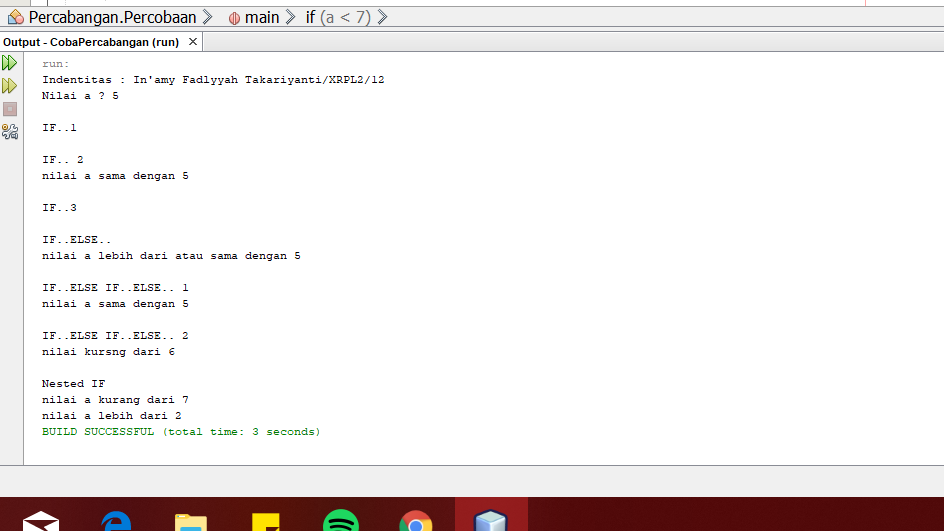 Percabangan.Percobaan main if (a < 7)
Output - CobaPercabangan (run)
run:
Indentitas : In'amy Fadlyyah Takariyanti/XRPL2/12
Nilai a ? 5
IF..1
IF.. 2
nilai a sama dengan 5
IF..3
IF..ELSE..
nilai a lebih dari atau sama dengan 5
IF..ELSE IF..ELSE.. 1
nilai a sama dengan 5
IF..ELSE IF..ELSE.. 2
nilai kursng dari 6
Nested IF
nilai a kurang dari 7
nilai a lebih dari 2
BUILD SUCCESSFUL (total time: 3 seconds)